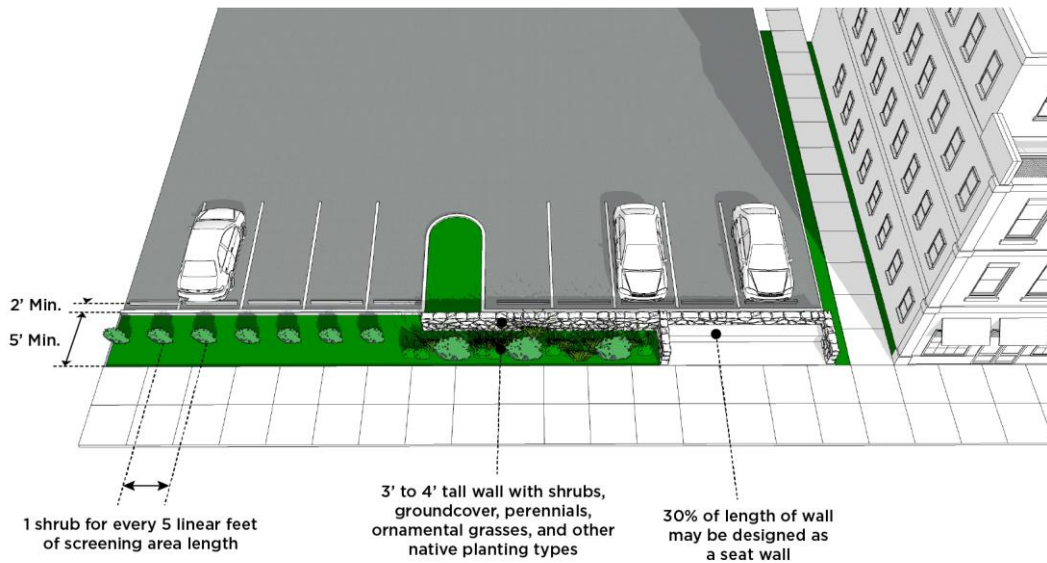 2’ Min.
5’ Min.
1 shrub for every 5 linear feet
of screening area length
3’ to 4’ tall wall with shrubs,
groundcover, perennials,
ornamental grasses, and other
native planting types
30% of length of wall
may be designed as
a seat wall